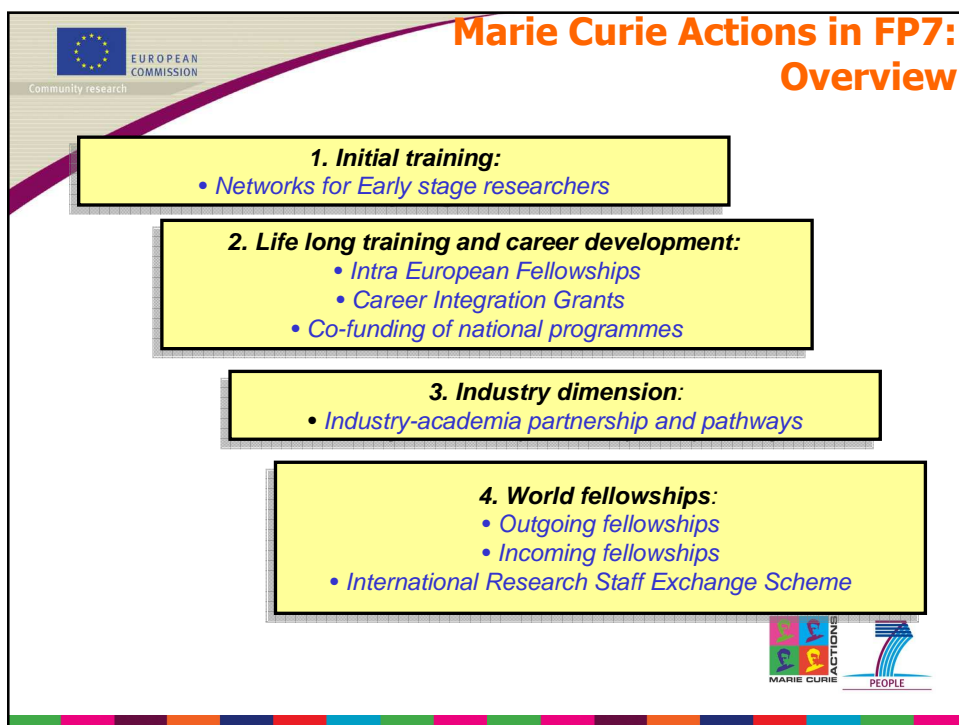 Marie Curie Actions in FP7:
Overview
EUROPEAN
COMMISSION
Community research
1. Initial training:
• Networks for Early stage researchers
2. Life long training and career development:
• Intra European Fellowships
• Career Integration Grants
• Co-funding of national programmes
3. Industry dimension:
• Industry-academia partnership and pathways
4. World fellowships:
• Outgoing fellowships
• Incoming fellowships
• International Research Staff Exchange Scheme
MARIE CURIE
ACTIONS
7
PEOPLE